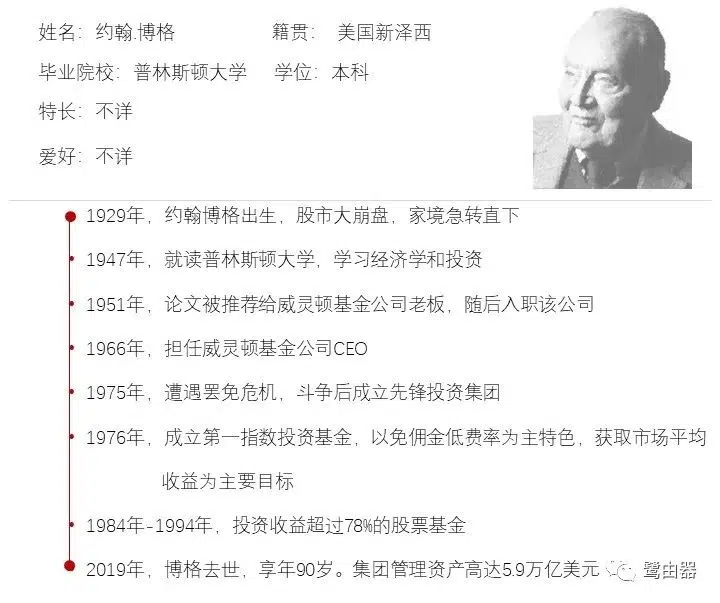 姓名：约翰.博格 籍贯： 美国新泽西
毕业院校：普林斯顿大学 学位：本科
特长：不详
爱好：不详
1929年，约翰博格出生，股市大崩盘，家境急转直下
1947年，就读普林斯顿大学，学习经济学和投资
1951年，论文被推荐给威灵顿基金公司老板，随后入职该公司
1966年，担任威灵顿基金公司CEO
1975年，遭遇罢免危机，斗争后成立先锋投资集团
1976年，成立第一指数投资基金，以免佣金低费率为主特色，获取市场平均
收益为主要目标
1984年-1994年，投资收益超过78%的股票基金
2019年，博格去世，享年90岁。集团管理资产高达5.9万亿美元 鹭由器